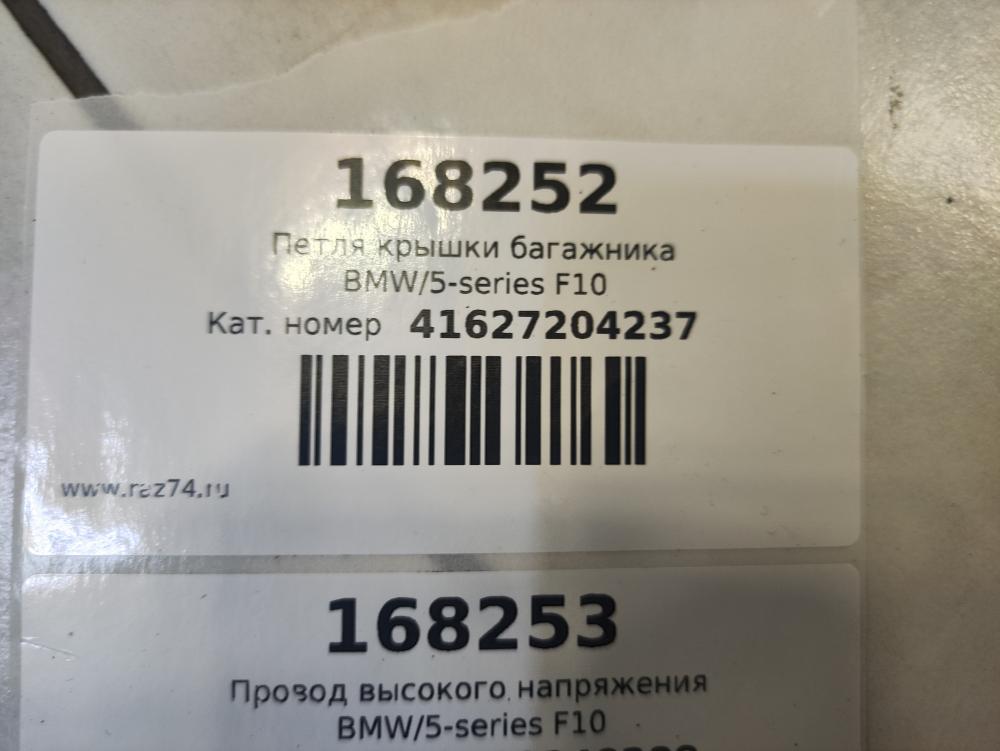 168252
Петля крышки багажника
BMW/5-series F10
Кат. номер 41627204237
www.raz74.ru
168253
Провод высокого напряжения
BMW/5-series F10